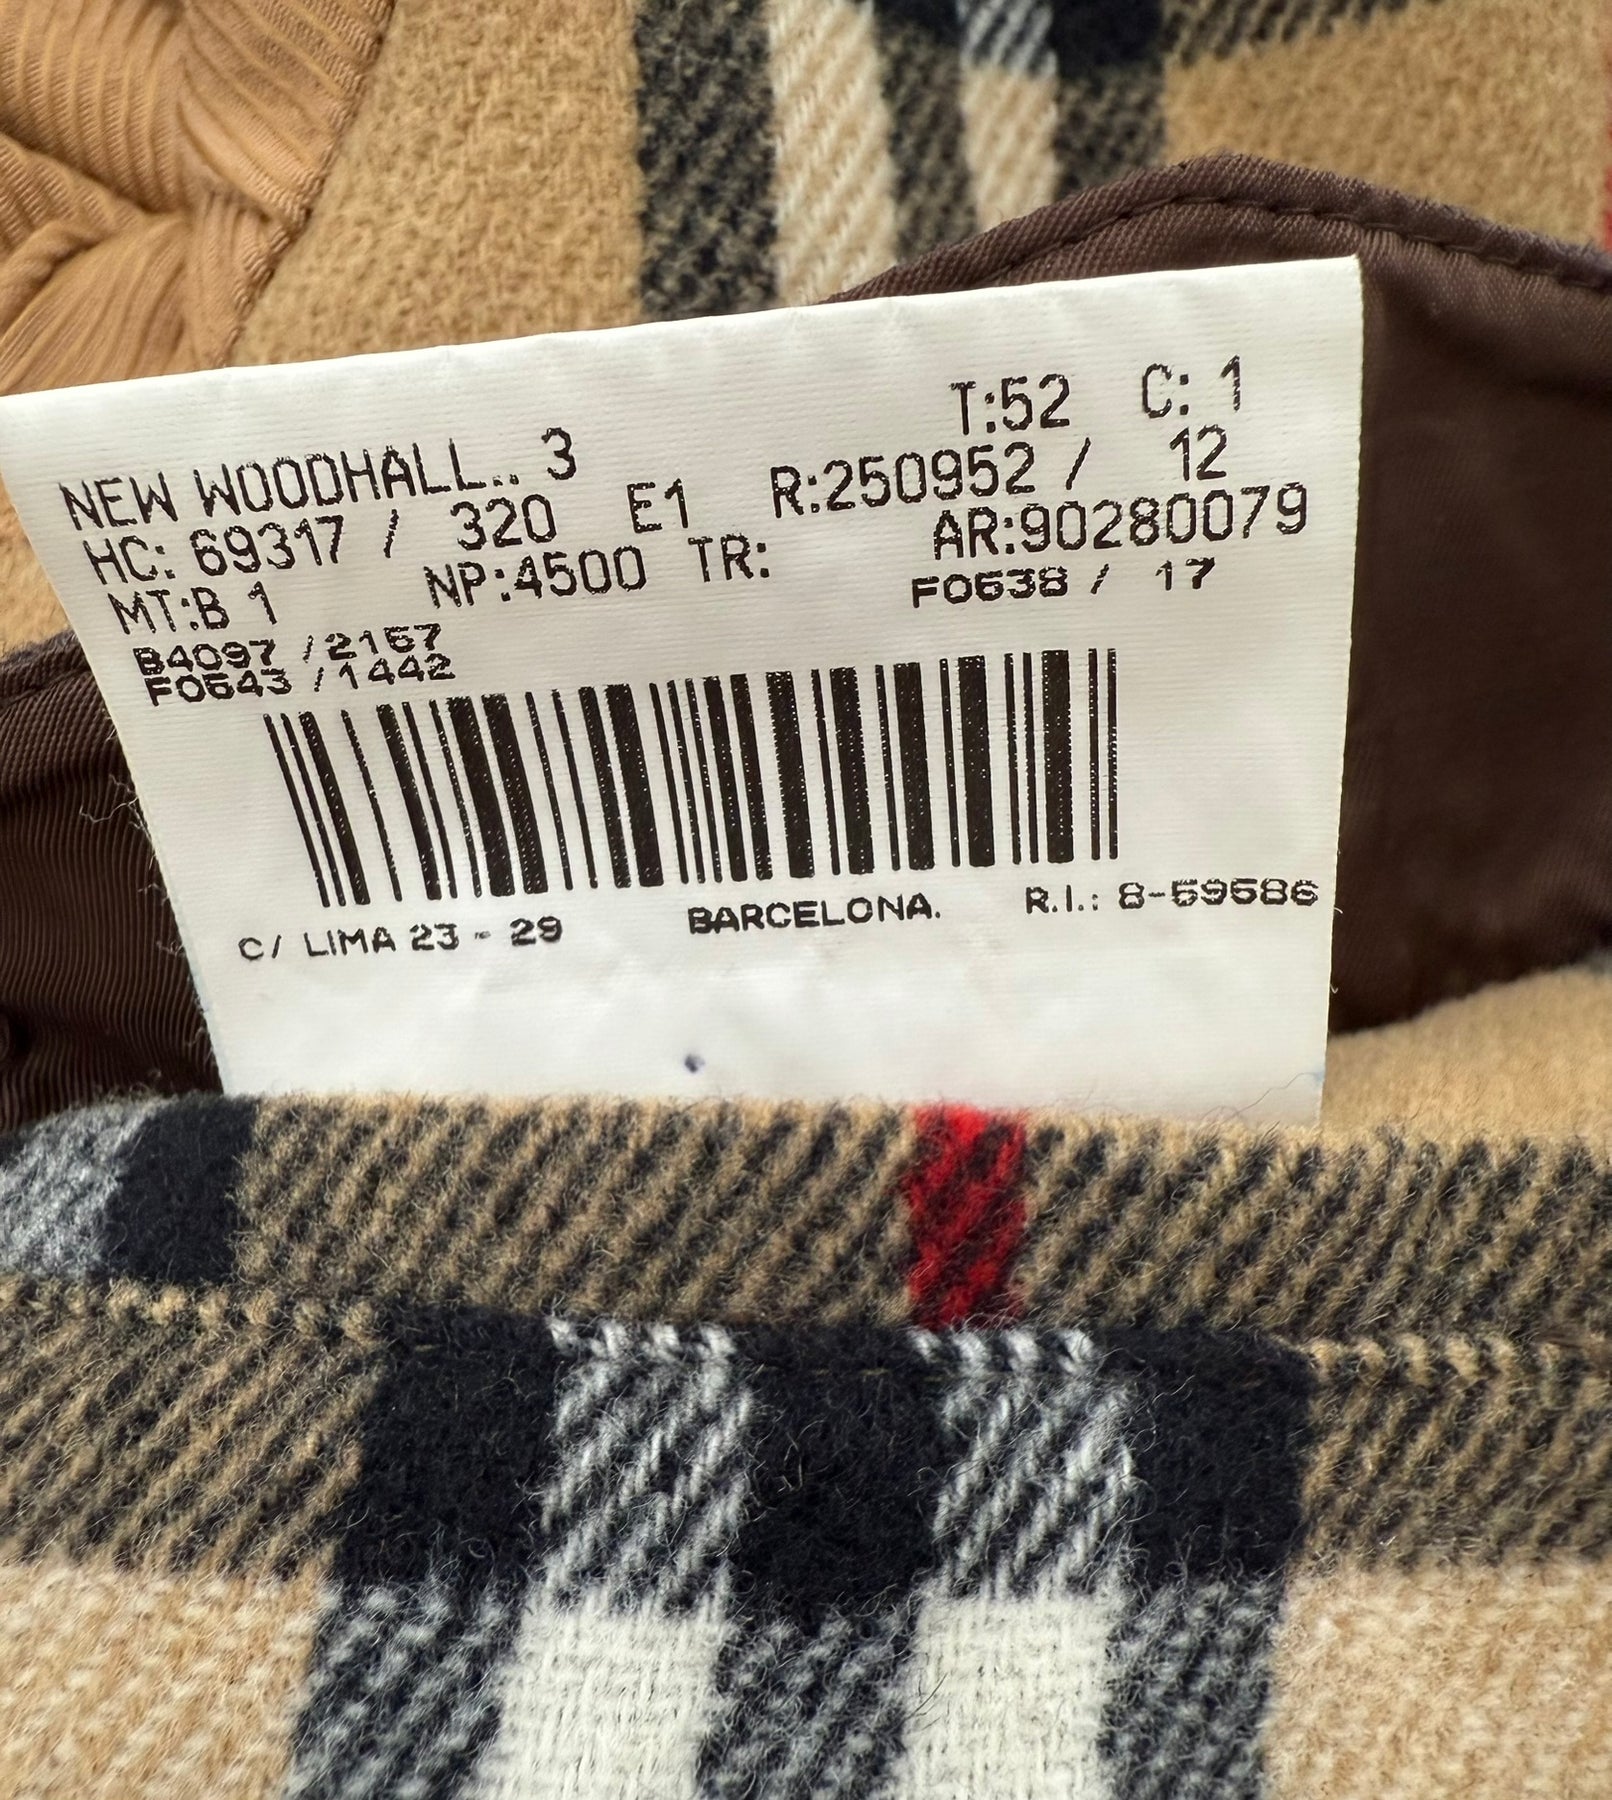 T:52 C: 1
NEW WOODHALL.. 3 R:250952 / 12
HC: 69317 / 320 E1 AR:90280079
MT:B 1 NP:4500 TR: F0538 / 17
B4097 /2157
F0543 /1442
C/ LIMA 23 - 29 BARCELONA. R.I.: 8-59586